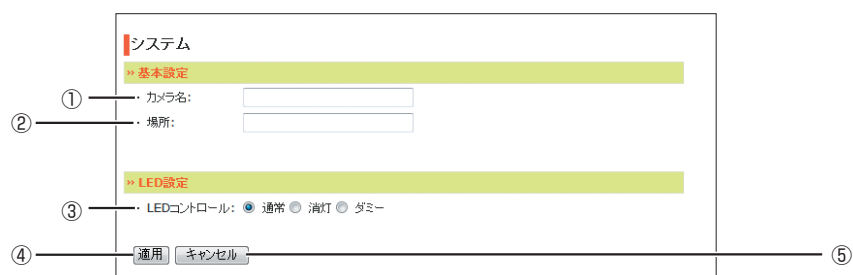 システム
» 基本設定
① ・ カメラ名:
② ・ 場所:
» LED設定
③ ・ LEDコントロール: 通常 消灯 ダミー
④ 適用 キャンセル ⑤